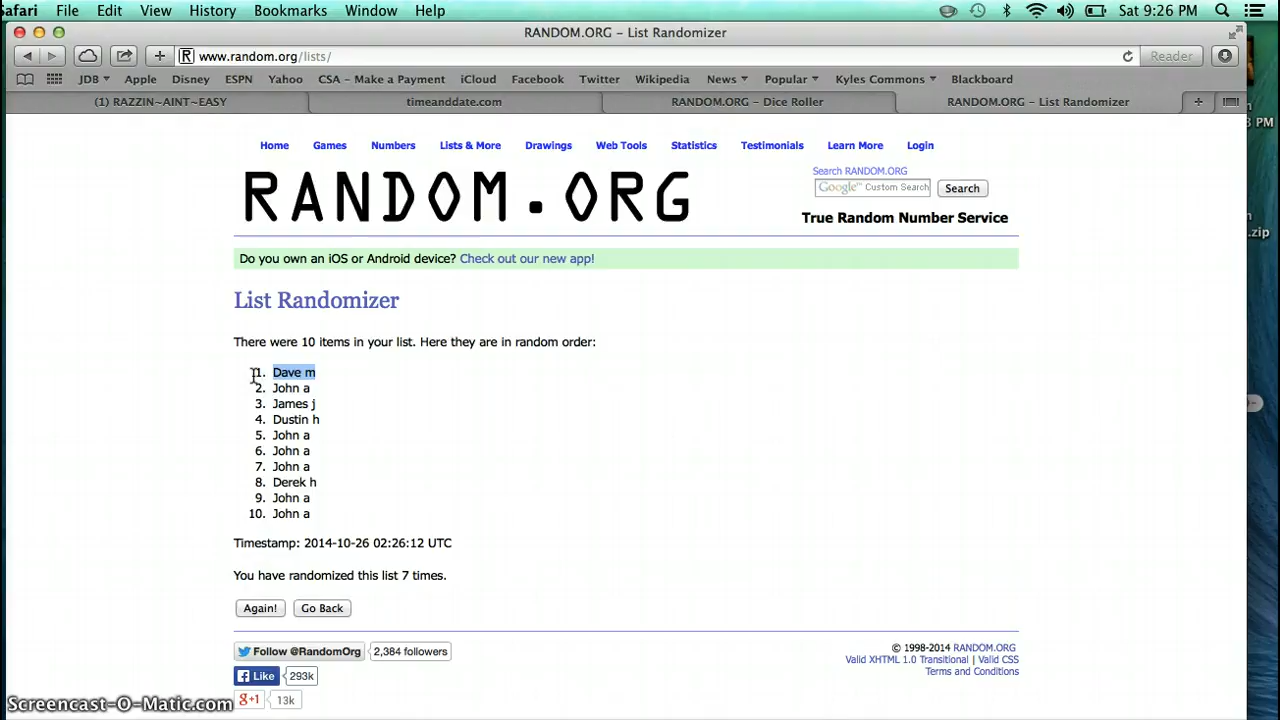 Safari File Edit View History Bookmarks Window Help Sat 9:26 PM
RANDOM.ORG - List Randomizer
www.random.org/lists/ Reader
JDB Apple Disney ESPN Yahoo CSA - Make a Payment iCloud Facebook Twitter Wikipedia News Popular Kyles Commons Blackboard
(1) RAZZIN~AINT~EASY timeanddate.com RANDOM.ORG - Dice Roller RANDOM.ORG - List Randomizer
PM
Home Games Numbers Lists & More Drawings Web Tools Statistics Testimonials Learn More Login
Search RANDOM.ORG
RANDOM.ORG
Google™ Custom Search Search
True Random Number Service
.zip
Do you own an iOS or Android device? Check out our new app!
List Randomizer
There were 10 items in your list. Here they are in random order:
1. Dave m
2. John a
3. James j
4. Dustin h
5. John a
6. John a
7. John a
8. Derek h
9. John a
10. John a
Timestamp: 2014-10-26 02:26:12 UTC
You have randomized this list 7 times.
Again! Go Back
Follow @RandomOrg 2,384 followers
© 1998-2014 RANDOM.ORG
Valid XHTML 1.0 Transitional | Valid CSS
Terms and Conditions
Like 293k
g+1 13k
Screencast-O-Matic.com